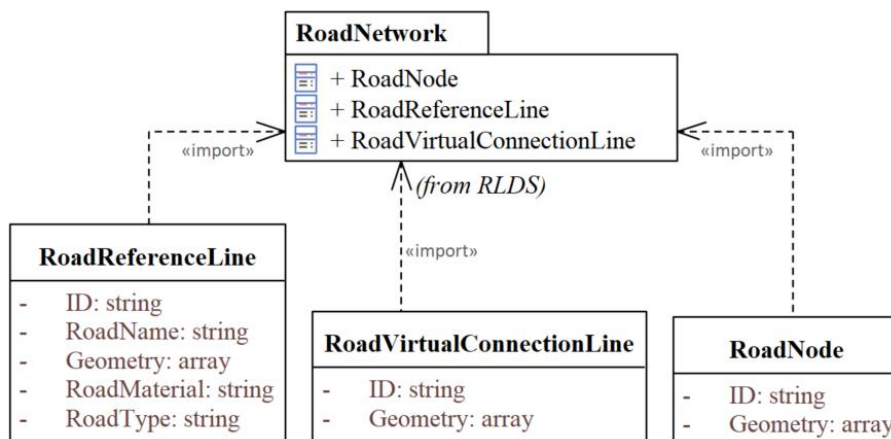 RoadNetwork
+ RoadNode
+ RoadReferenceLine
+ RoadVirtualConnectionLine
(from RLDS)
«import»
«import»
«import»
RoadReferenceLine
- ID: string
- RoadName: string
- Geometry: array
- RoadMaterial: string
- RoadType: string
RoadVirtualConnectionLine
- ID: string
- Geometry: array
RoadNode
- ID: string
- Geometry: array